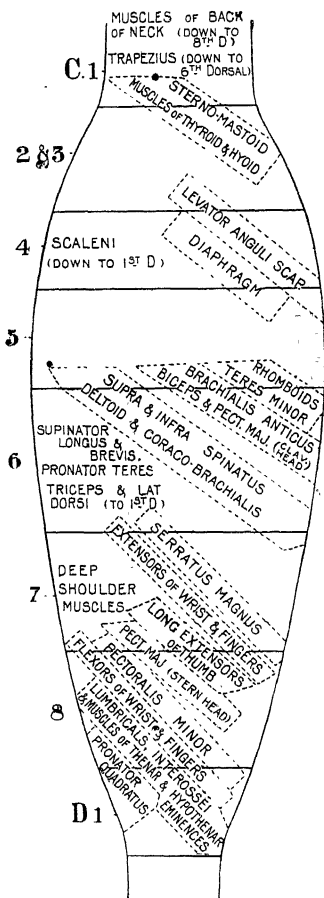 MUSCLES OF BACK
OF NECK (DOWN TO
8TH D)
TRAPEZIUS (DOWN TO
6TH DORSAL)
C.1
STERNO-MASTOID
MUSCLES OF THYROID & HYOID
2 & 3
LEVATOR ANGULI SCAP
DIAPHRAGM
4
SCALENI
(DOWN TO 1ST D)
5
RHOMBOIDS
TERES MINOR
BRACHIALIS ANTICUS
BICEPS & PECT. MAJ. (CLAV.
HEAD)
SUPRA & INFRA SPINATUS
DELTOID & CORACO-BRACHIALIS
6
SUPINATOR
LONGUS &
BREVIS
PRONATOR TERES
TRICEPS & LAT
DORSI (TO 1ST D)
SERRATUS MAGNUS
EXTENSORS OF WRIST & FINGERS
7
DEEP
SHOULDER
MUSCLES
LONG EXTENSORS
OF THUMB
PECT MAJ (STERN HEAD)
PECTORALIS MINOR
FLEXORS OF WRIST & FINGERS
8
LUMBRICALS, INTEROSSEI
& MUSCLES OF THENAR & HYPOTHENAR
EMINENCES
PRONATOR
QUADRATUS
D1